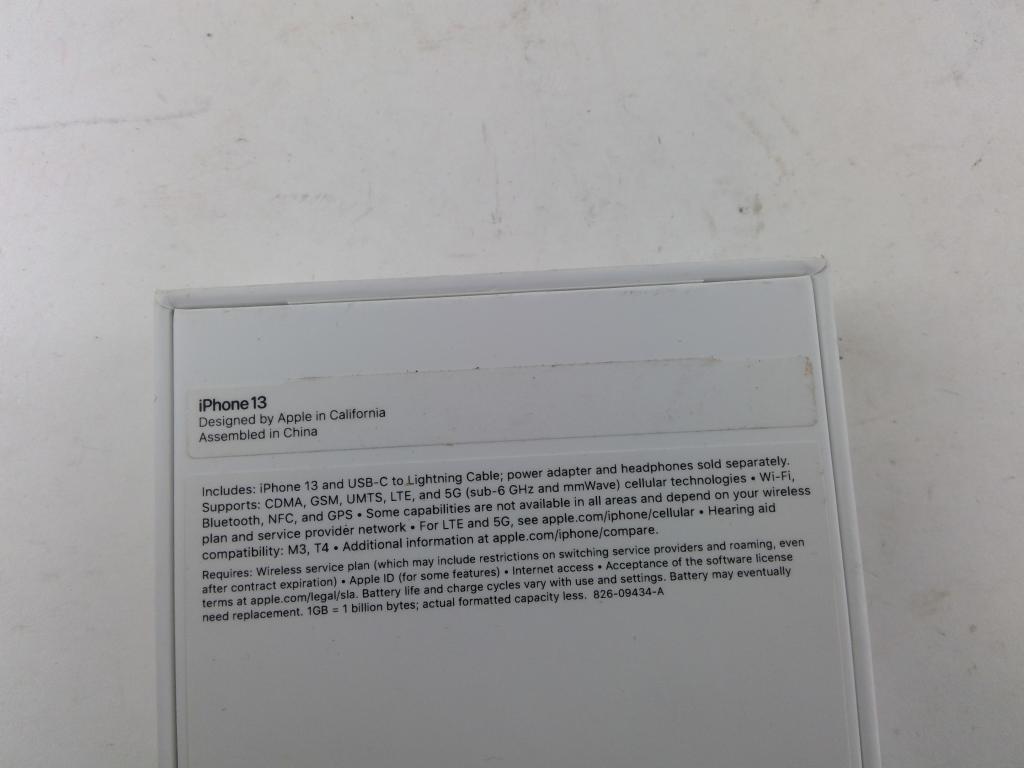 iPhone 13
Designed by Apple in California
Assembled in China
Includes: iPhone 13 and USB-C to Lightning Cable; power adapter and headphones sold separately.
Supports: CDMA, GSM, UMTS, LTE, and 5G (sub-6 GHz and mmWave) cellular technologies • Wi-Fi,
Bluetooth, NFC, and GPS • Some capabilities are not available in all areas and depend on your wireless
plan and service provider network • For LTE and 5G, see apple.com/iphone/cellular • Hearing aid
compatibility: M3, T4 • Additional information at apple.com/iphone/compare.
Requires: Wireless service plan (which may include restrictions on switching service providers and roaming, even
after contract expiration) • Apple ID (for some features) • Internet access • Acceptance of the software license
terms at apple.com/legal/sla. Battery life and charge cycles vary with use and settings. Battery may eventually
need replacement. 1GB = 1 billion bytes; actual formatted capacity less. 826-09434-A